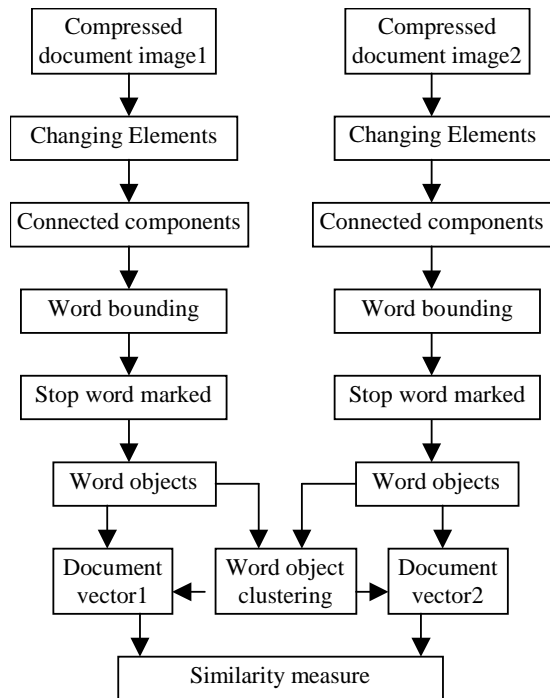 Compressed
document image1
Compressed
document image2
Changing Elements
Changing Elements
Connected components
Connected components
Word bounding
Word bounding
Stop word marked
Stop word marked
Word objects
Word objects
Document
vector1
Word object
clustering
Document
vector2
Similarity measure